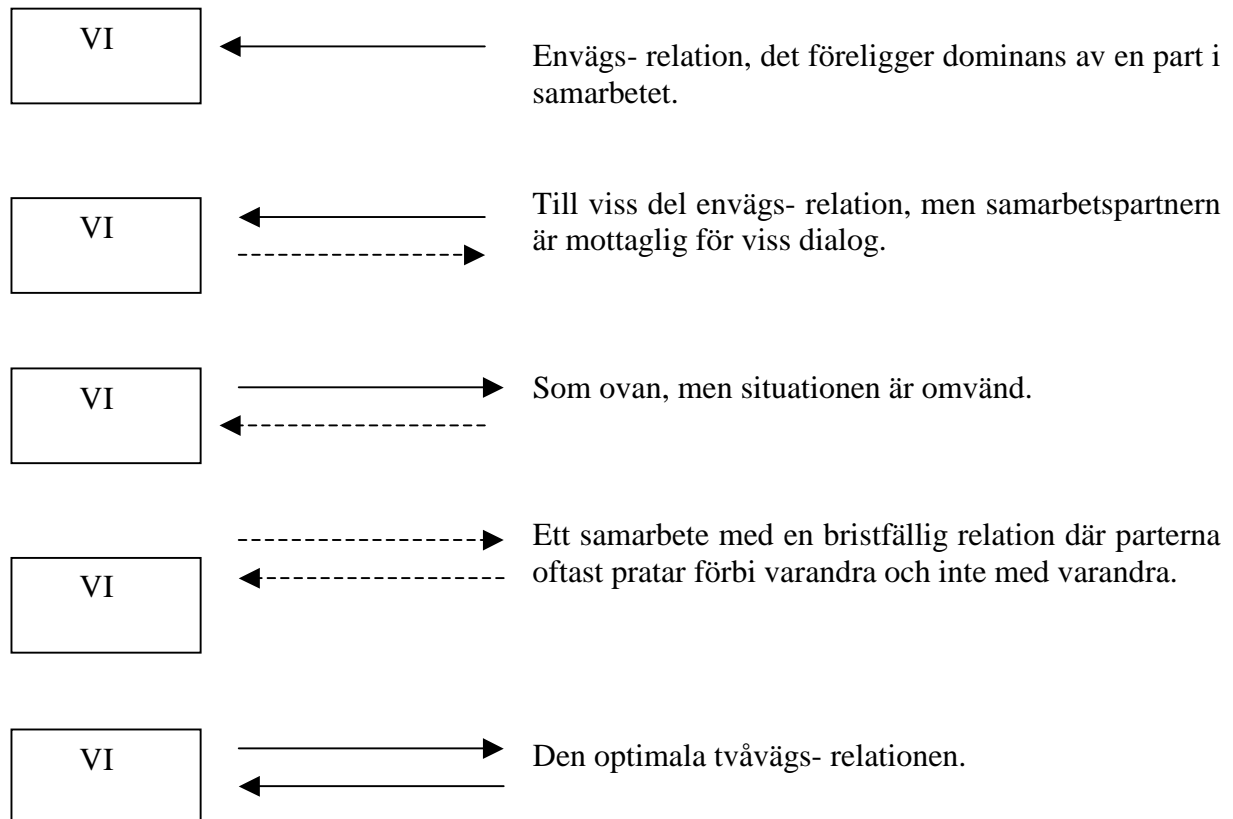 VI
Envägs- relation, det föreligger dominans av en part i
samarbetet.
VI
Till viss del envägs- relation, men samarbetspartnern
är mottaglig för viss dialog.
VI
Som ovan, men situationen är omvänd.
VI
Ett samarbete med en bristfällig relation där parterna
oftast pratar förbi varandra och inte med varandra.
VI
Den optimala tvåvägs- relationen.